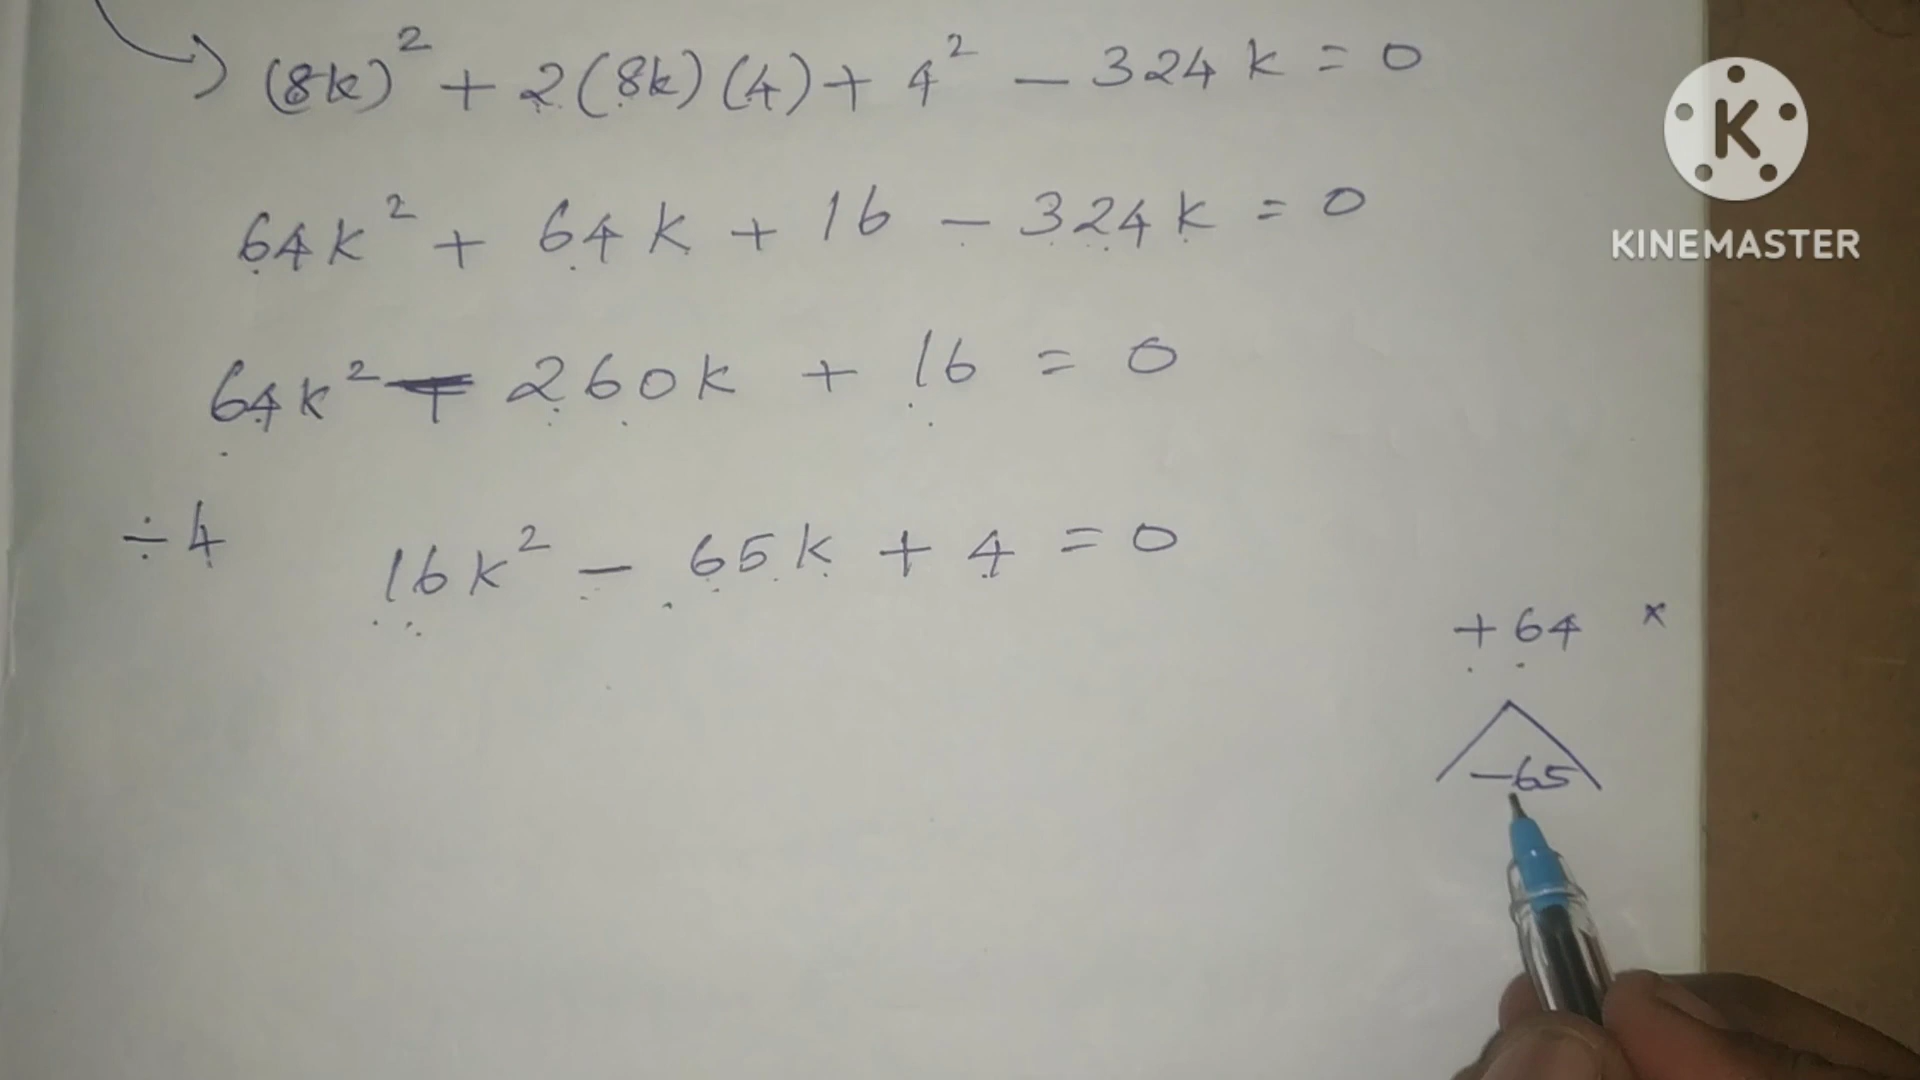 (8k)² + 2(8k)(4) + 4² - 324k = 0
64k² + 64k + 16 - 324k = 0
64k² - 260k + 16 = 0
÷4 16k² - 65k + 4 = 0
+64 ×
-65
K
KINEMASTER